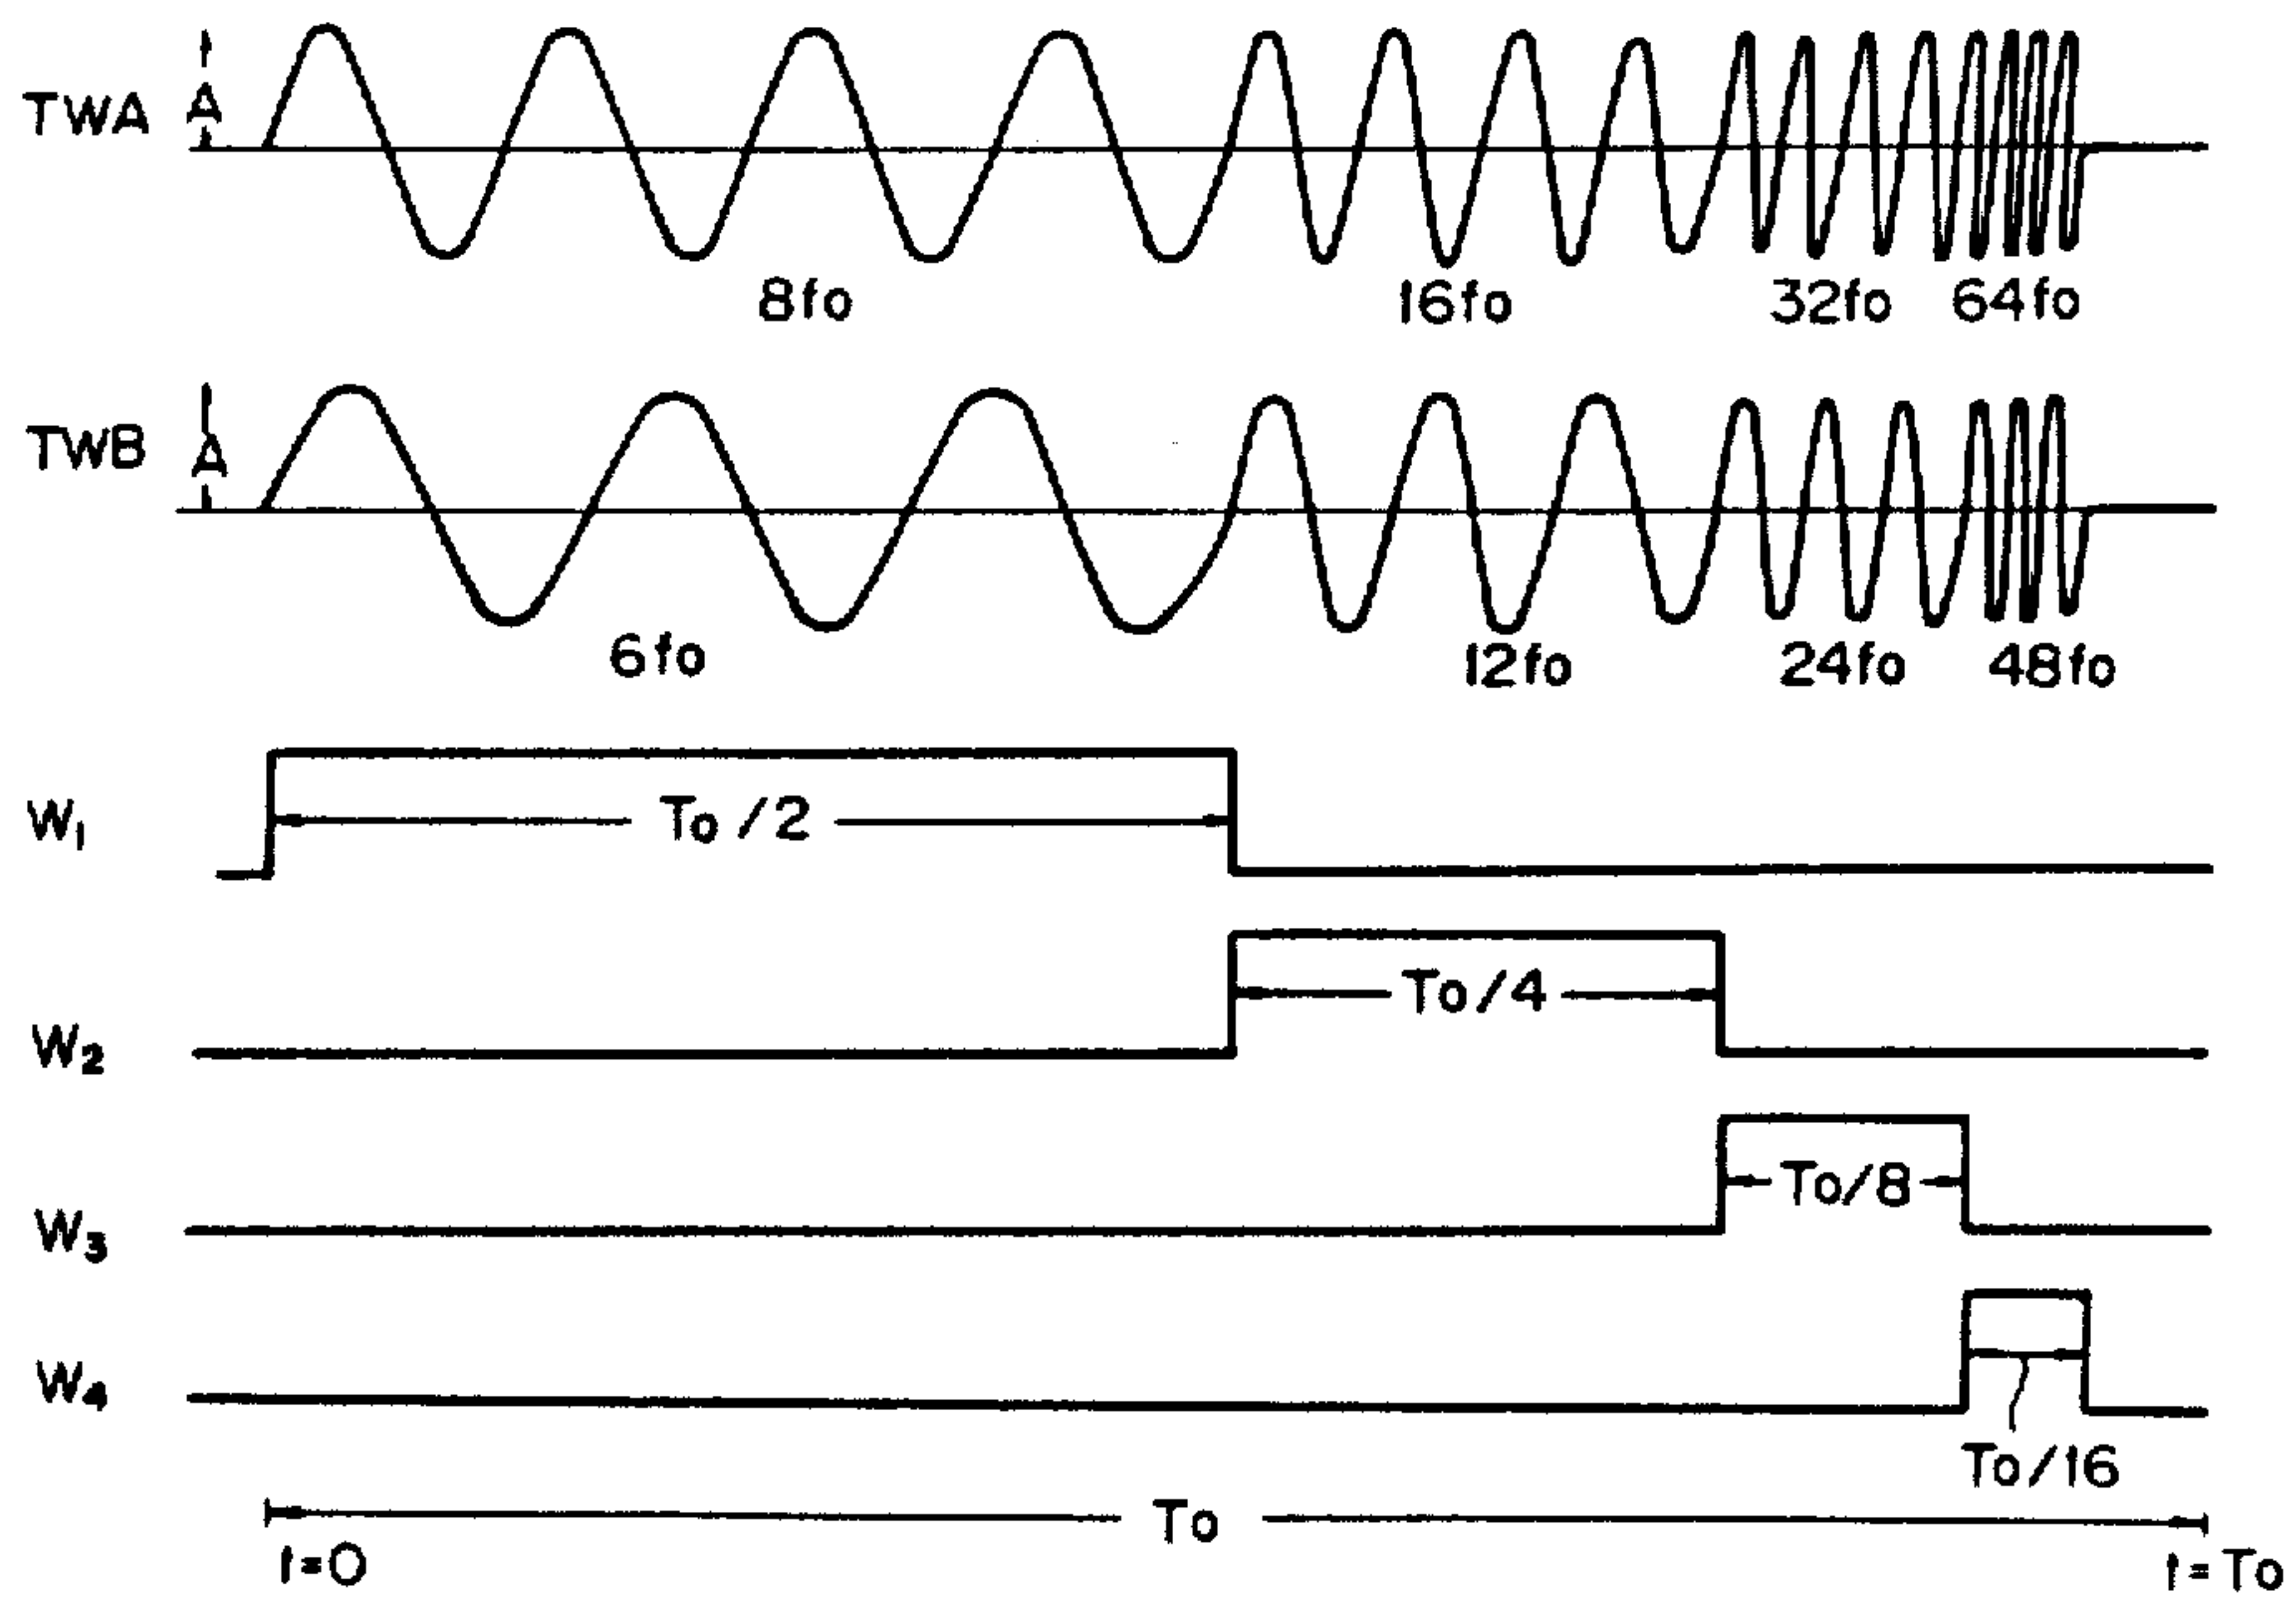 TWA
A
8fo
16fo
32fo
64fo
TWB
A
6fo
12fo
24fo
48fo
W1
To/2
W2
To/4
W3
To/8
W4
To/16
To
t=0
t=To